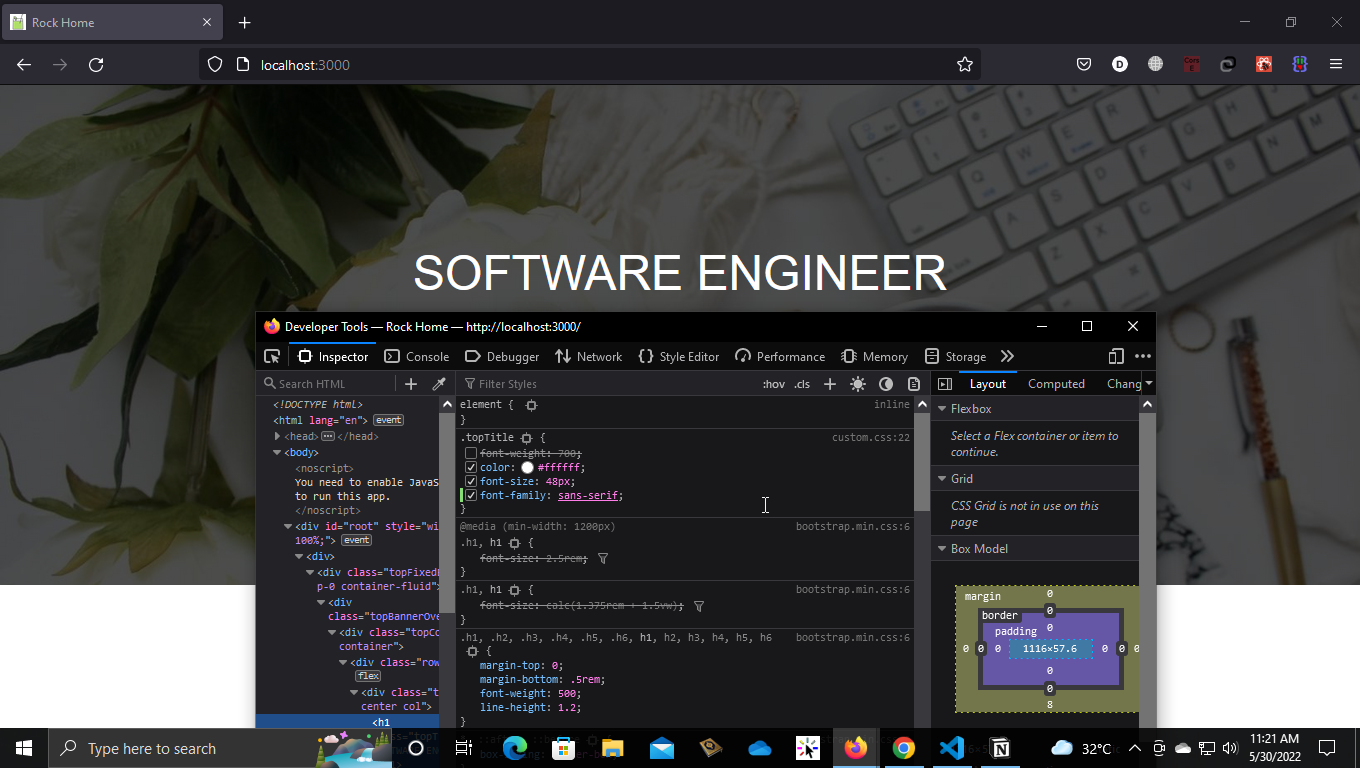 Rock Home
localhost:3000
SOFTWARE ENGINEER
Developer Tools — Rock Home — http://localhost:3000/
Inspector Console Debugger Network Style Editor Performance Memory Storage
Search HTML
Filter Styles
:hov .cls
Layout Computed Chang
<!DOCTYPE html>
<html lang="en"> event
<head> </head>
<body>
<noscript>
You need to enable JavaS
to run this app.
</noscript>
<div id="root" style="wi
100%;"> event
<div>
<div class="topFixedB
p-0 container-fluid">
<div
class="topBannerOve
<div class="topCo
container">
<div class="row
flex
<div class="t
center col">
<h1
element { inline
}
.topTitle { custom.css:22
font-weight: 700;
color: #ffffff;
font-size: 48px;
font-family: sans-serif;
}
@media (min-width: 1200px) bootstrap.min.css:6
.h1, h1 {
font-size: 2.5rem;
}
.h1, h1 { bootstrap.min.css:6
font-size: calc(1.375rem + 1.5vw);
}
.h1, .h2, .h3, .h4, .h5, .h6, h1, h2, h3, h4, h5, h6 bootstrap.min.css:6
{
margin-top: 0;
margin-bottom: .5rem;
font-weight: 500;
line-height: 1.2;
}
Flexbox
Select a Flex container or item to
continue.
Grid
CSS Grid is not in use on this
page
Box Model
margin 0
border 0
padding 0
0 0 0 1116×57.6 0 0 0
0
0
8
Type here to search
32°C
11:21 AM
5/30/2022